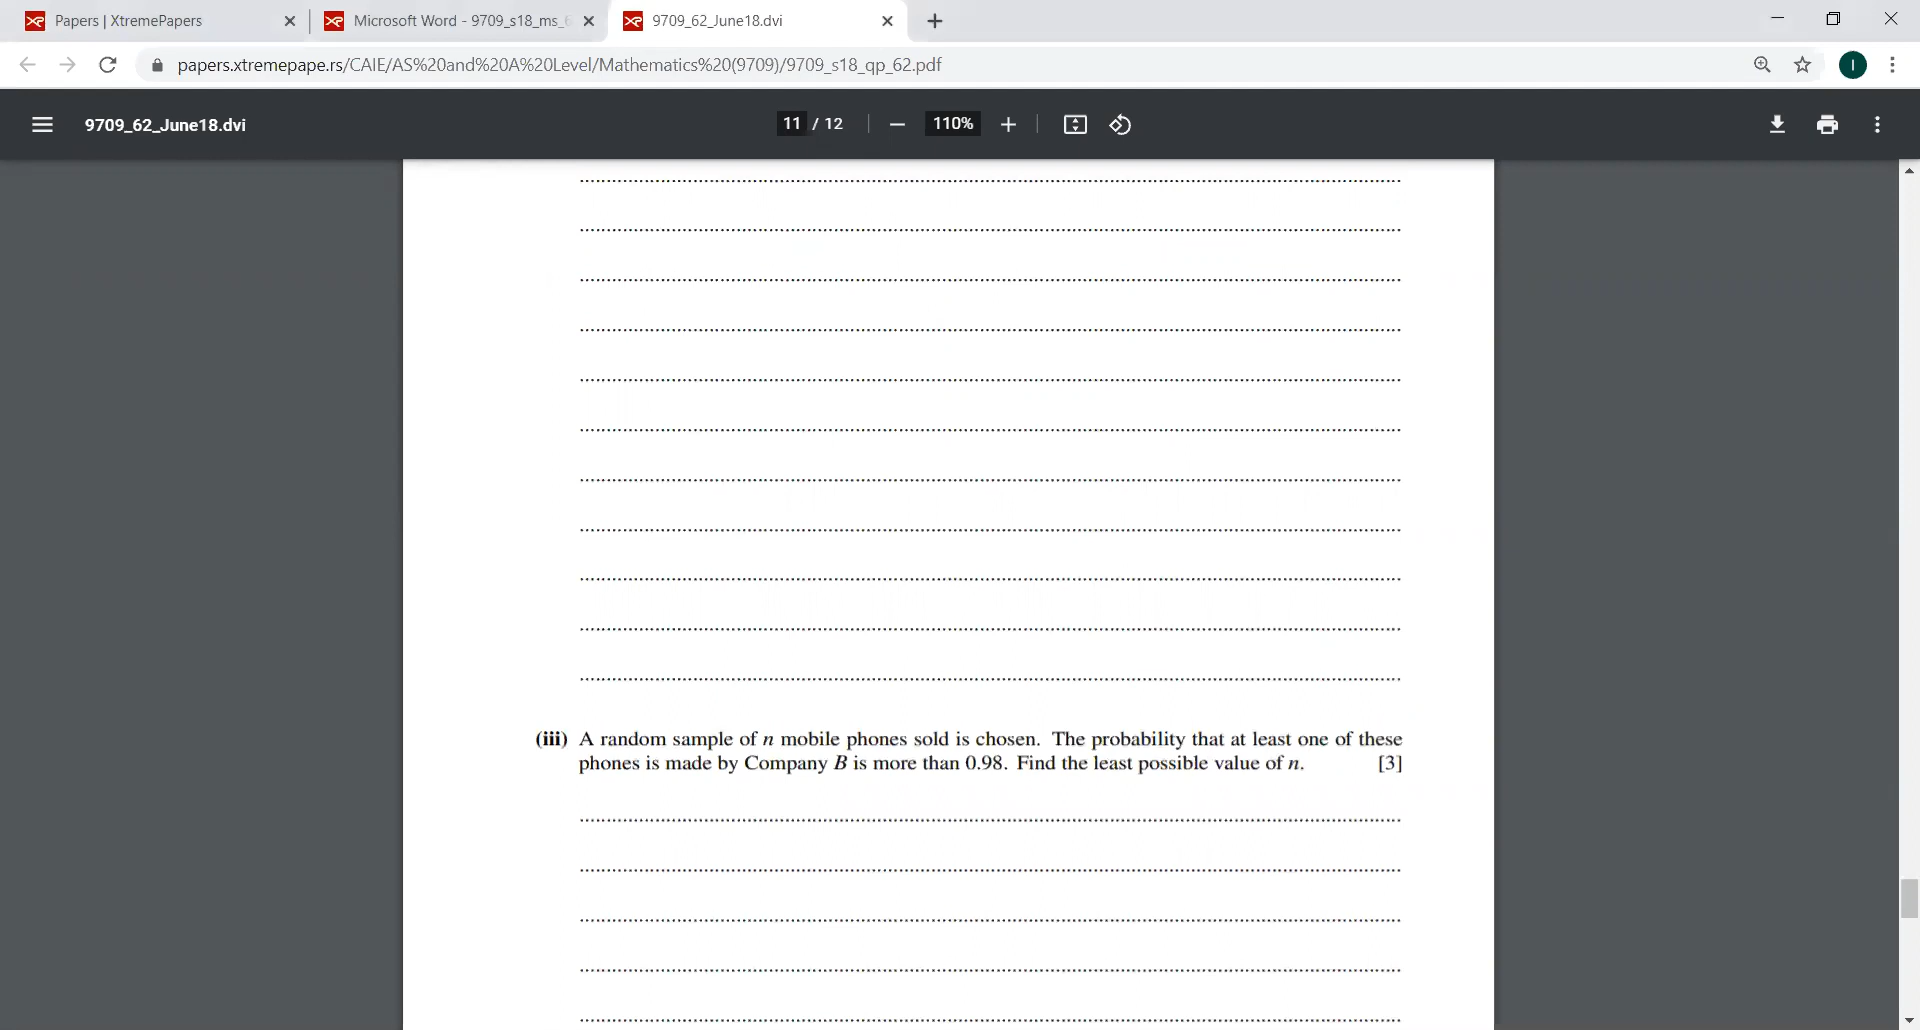 Papers | XtremePapers
Microsoft Word - 9709_s18_ms_6
9709_62_June18.dvi
papers.xtremepape.rs/CAIE/AS%20and%20A%20Level/Mathematics%20(9709)/9709_s18_qp_62.pdf
I
9709_62_June18.dvi
11 / 12
110%
(iii) A random sample of n mobile phones sold is chosen. The probability that at least one of these
phones is made by Company B is more than 0.98. Find the least possible value of n. [3]